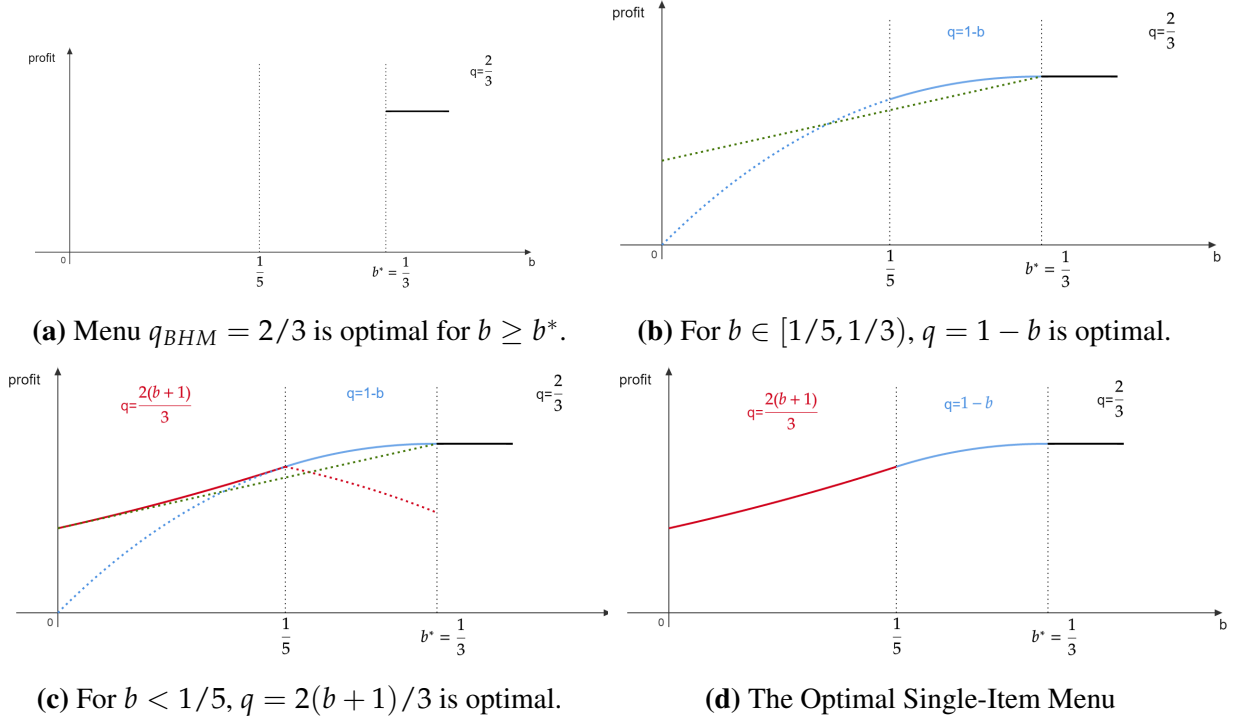 profit
q=2/3
0
1/5
b* = 1/3
b
(a) Menu q_BHM = 2/3 is optimal for b ≥ b*.
profit
q=1-b
q=2/3
0
1/5
b* = 1/3
b
(b) For b ∈ [1/5, 1/3), q = 1 − b is optimal.
profit
q=2(b + 1)/3
q=1-b
q=2/3
0
1/5
b* = 1/3
(c) For b < 1/5, q = 2(b + 1)/3 is optimal.
profit
q=2(b + 1)/3
q=1 − b
q=2/3
0
1/5
b* = 1/3
b
(d) The Optimal Single-Item Menu